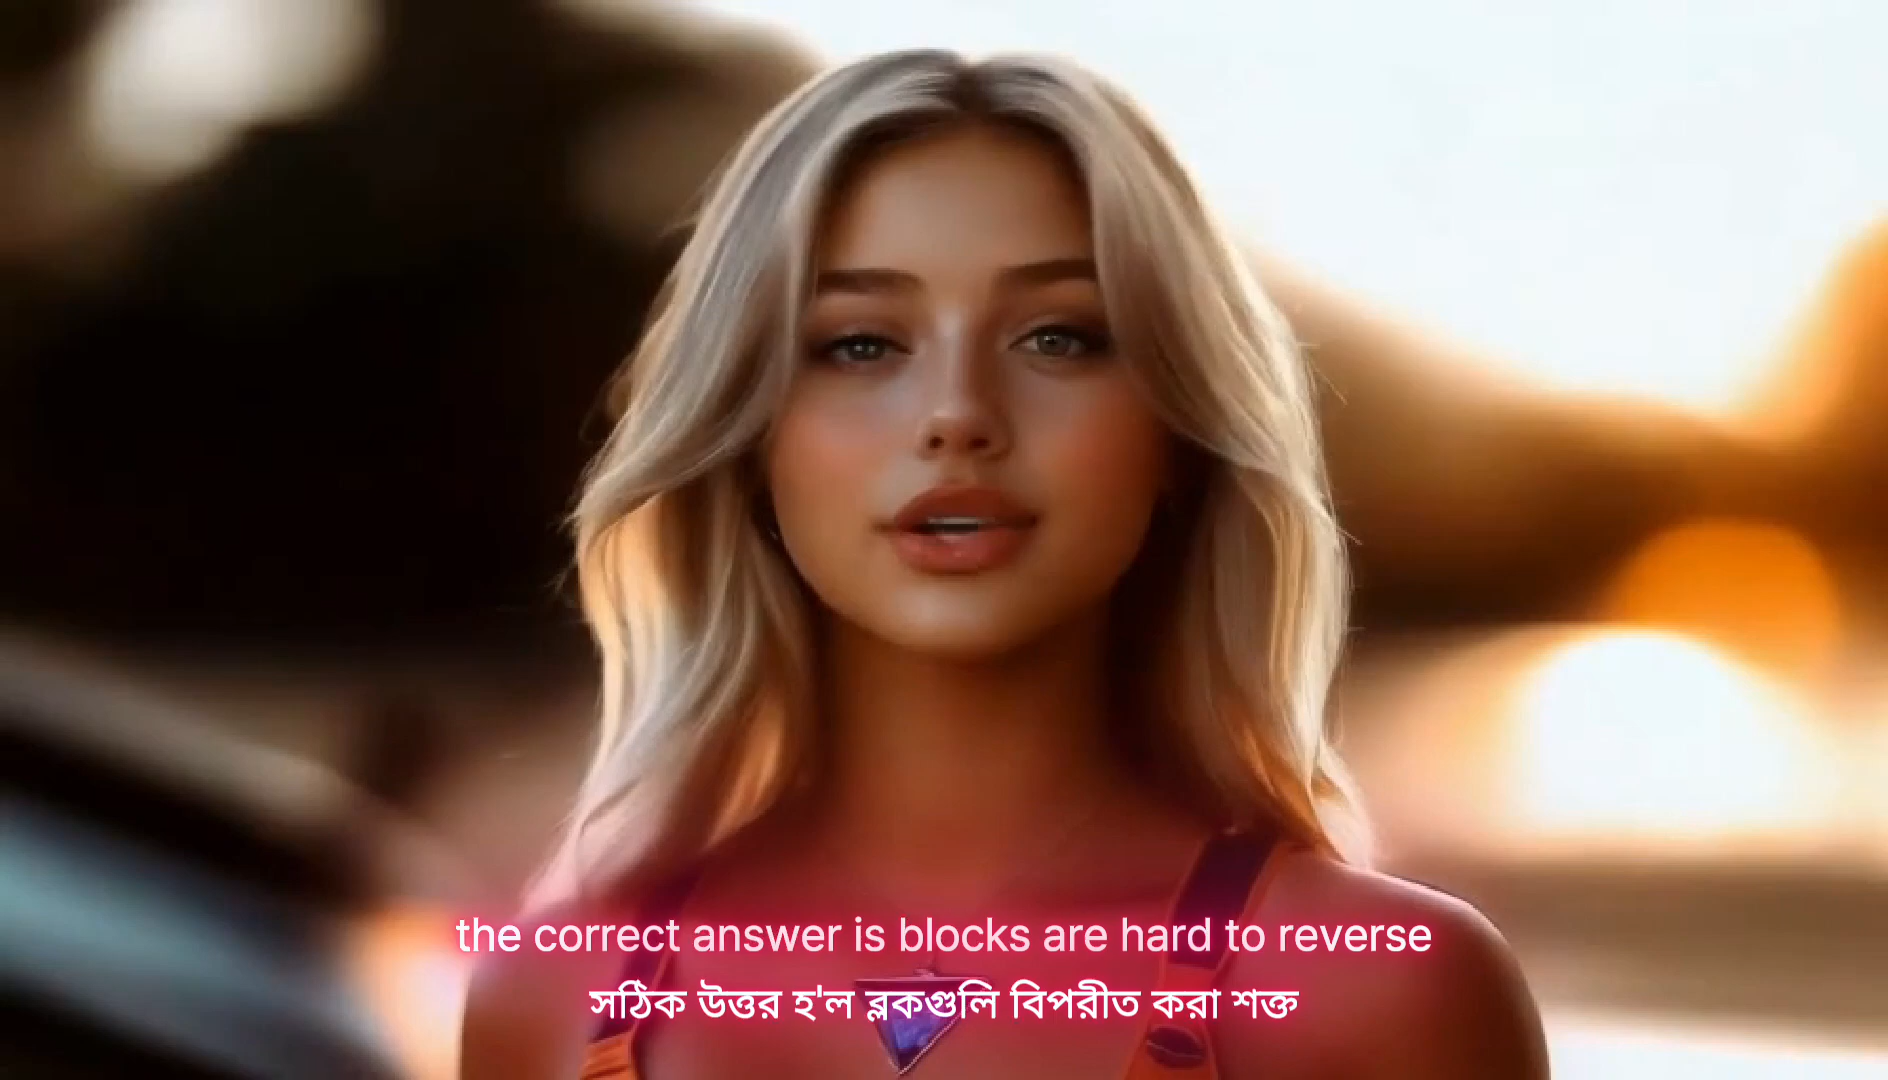 the correct answer is blocks are hard to reverse
সঠিক উত্তর হ'ল ব্লকগুলি বিপরীত করা শক্ত